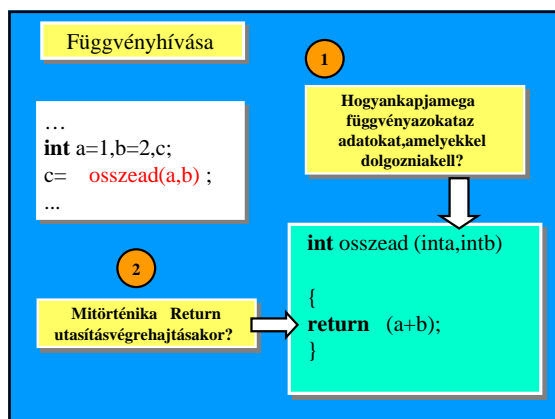 Függvényhívása
1
Hogyankapjamega
függvényazokataz
adatokat,amelyekkel
dolgozniakell?
…
int a=1,b=2,c;
c= osszead(a,b) ;
...
int osszead (inta,intb)
{
return (a+b);
}
2
Mitörténika Return
utasításvégrehajtásakor?